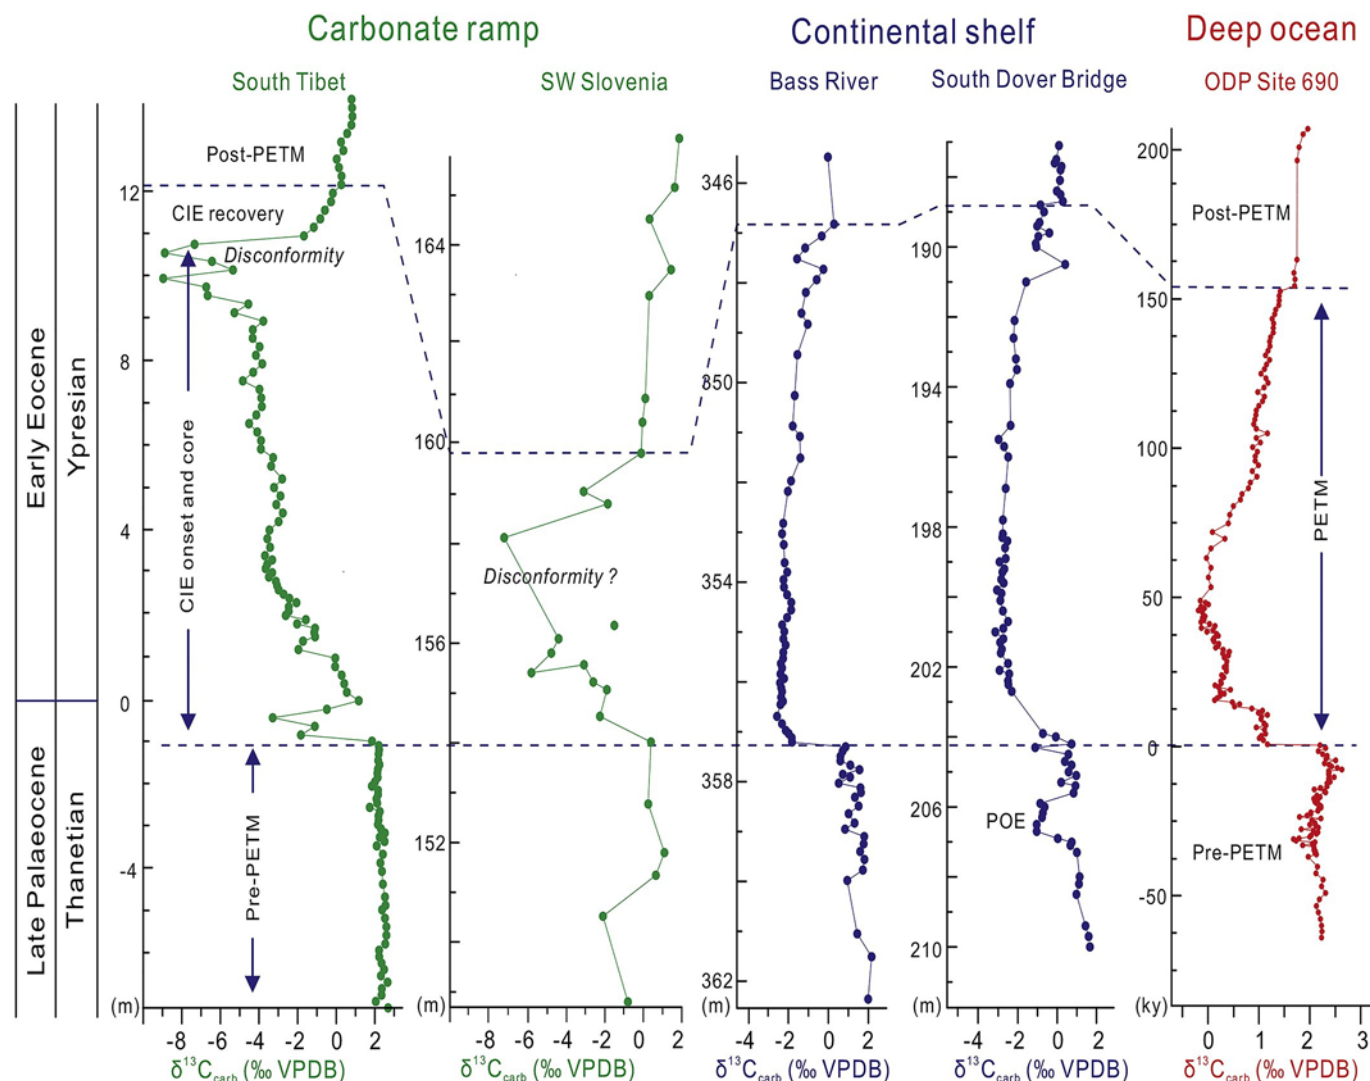 Carbonate ramp
Continental shelf
Deep ocean
South Tibet
SW Slovenia
Bass River
South Dover Bridge
ODP Site 690
Early Eocene
Ypresian
Late Palaeocene
Thanetian
Post-PETM
CIE recovery
Disconformity
CIE onset and core
Pre-PETM
12
8
4
0
-4
(m)
-8 -6 -4 -2 0 2
δ¹³C_carb (‰ VPDB)
164
160
156
152
(m)
Disconformity ?
-8 -6 -4 -2 0 2
δ¹³C_carb (‰ VPDB)
346
350
354
358
362
(m)
-4 -2 0 2
δ¹³C_carb (‰ VPDB)
190
194
198
202
206
210
(m)
POE
-4 -2 0 2
δ¹³C_carb (‰ VPDB)
200
150
100
50
0
-50
(ky)
Post-PETM
PETM
Pre-PETM
0 1 2 3
δ¹³C_carb (‰ VPDB)